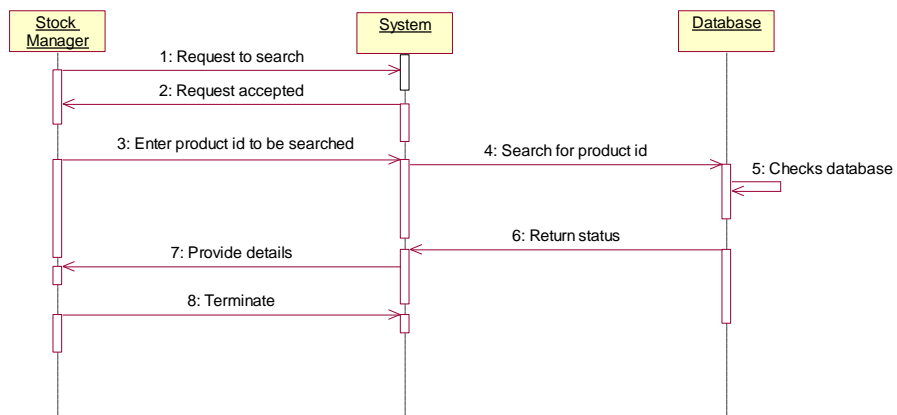 Stock
Manager
System
Database
1: Request to search
2: Request accepted
3: Enter product id to be searched
4: Search for product id
5: Checks database
6: Return status
7: Provide details
8: Terminate